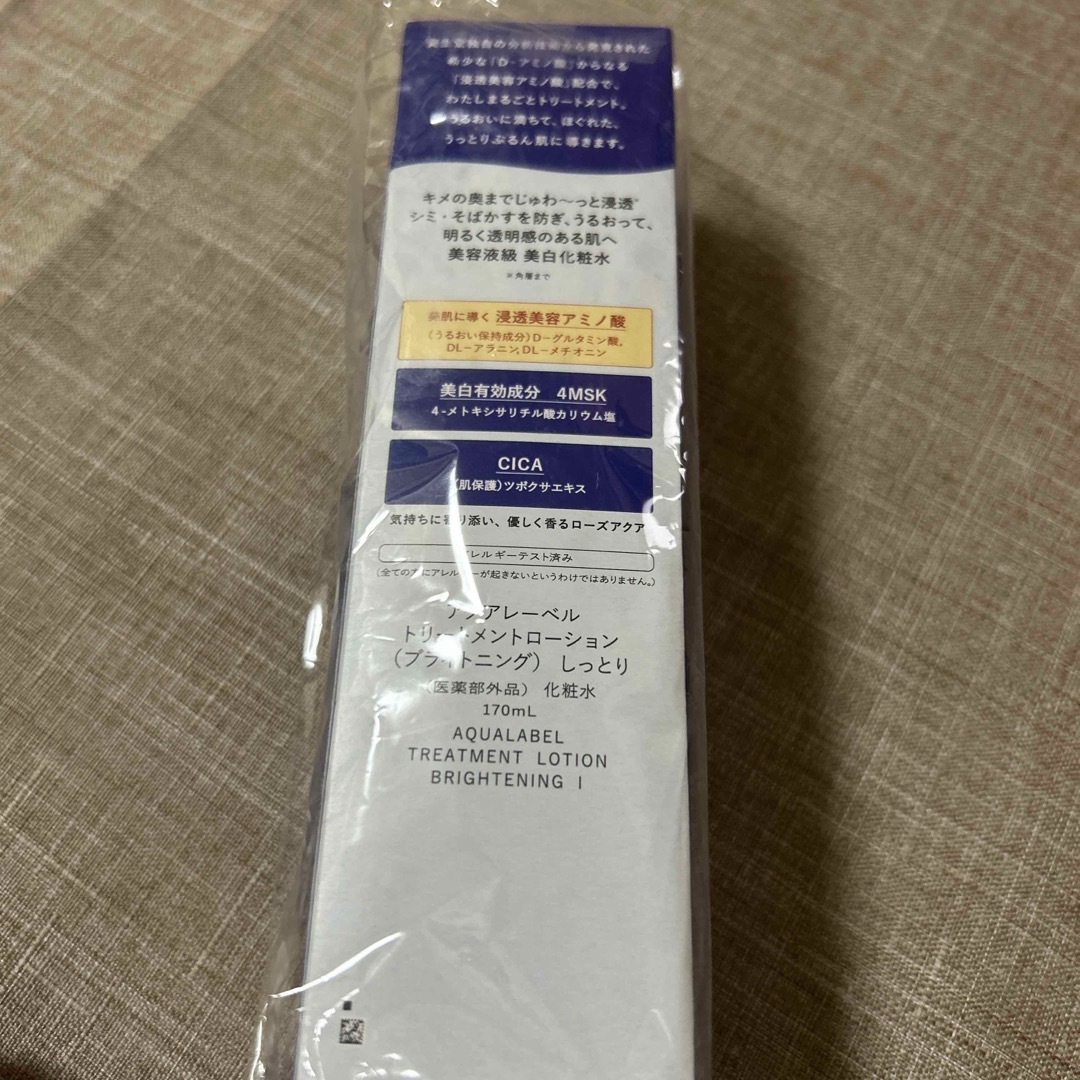 資生堂独自の分析技術から発見された
希少な「D-アミノ酸」からなる
「浸透美容アミノ酸」配合で、
わたしまるごとトリートメント。
うるおいに満ちて、ほぐれた、
うっとりぷるん肌に導きます。
キメの奥までじゅわ〜っと浸透※
シミ・そばかすを防ぎ、うるおって、
明るく透明感のある肌へ
美容液級 美白化粧水
※角層まで
美肌に導く 浸透美容アミノ酸
(うるおい保持成分)D-グルタミン酸,
DL-アラニン,DL-メチオニン
美白有効成分 4MSK
4-メトキシサリチル酸カリウム塩
CICA
(肌保護)ツボクサエキス
気持ちに寄り添い、優しく香るローズアクア
アレルギーテスト済み
(全ての方にアレルギーが起きないというわけではありません。)
アクアレーベル
トリートメントローション
(ブライトニング) しっとり
(医薬部外品) 化粧水
170mL
AQUALABEL
TREATMENT LOTION
BRIGHTENING I